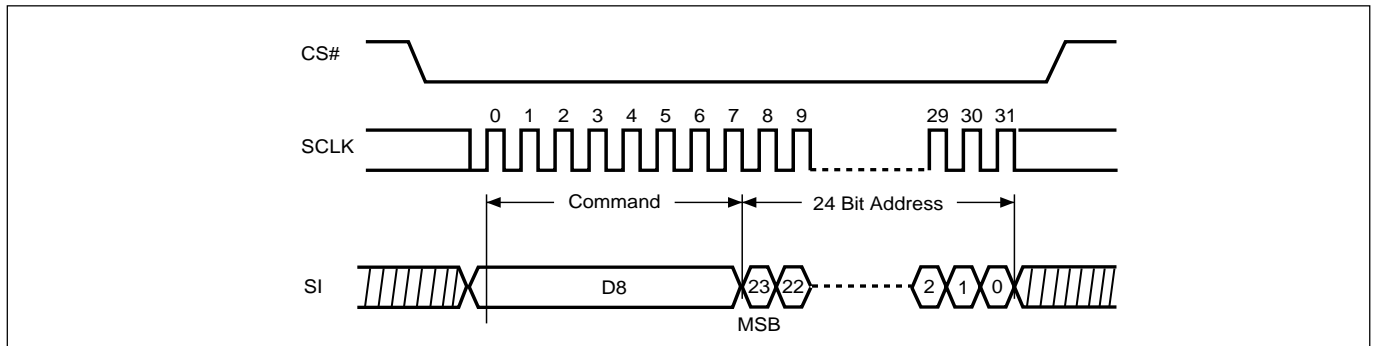 CS#
0 1 2 3 4 5 6 7 8 9 29 30 31
SCLK
Command 24 Bit Address
SI D8 23 22 2 1 0
MSB